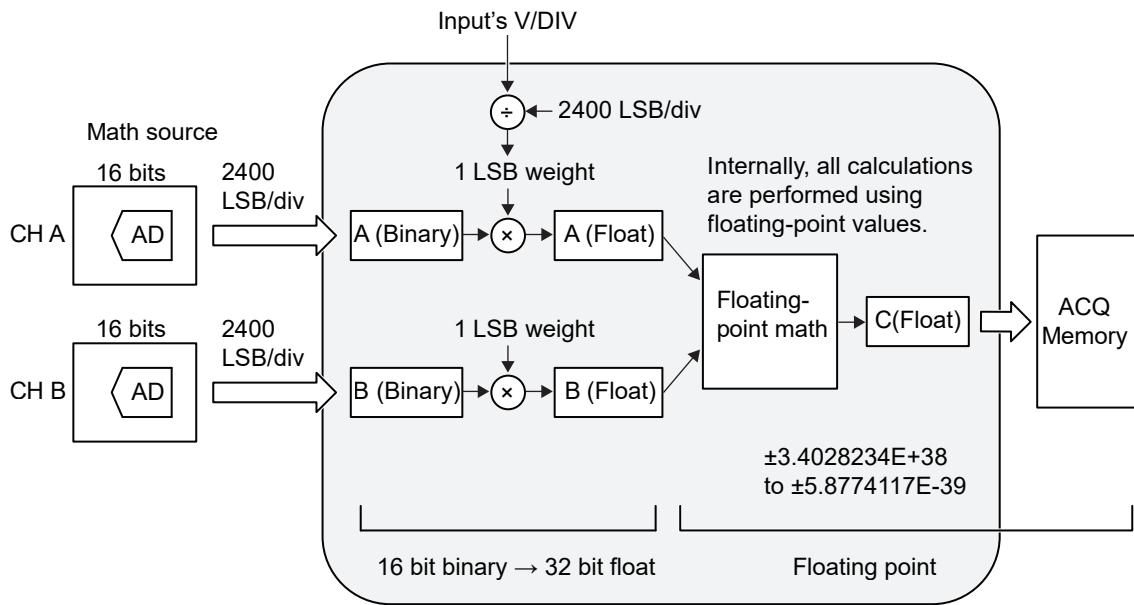 Input's V/DIV
÷
2400 LSB/div
Math source
16 bits
2400
LSB/div
1 LSB weight
Internally, all calculations
are performed using
floating-point values.
CH A
AD
A (Binary)
×
A (Float)
Floating-
point math
C(Float)
ACQ
Memory
16 bits
2400
LSB/div
1 LSB weight
CH B
AD
B (Binary)
×
B (Float)
±3.4028234E+38
to ±5.8774117E-39
16 bit binary → 32 bit float
Floating point